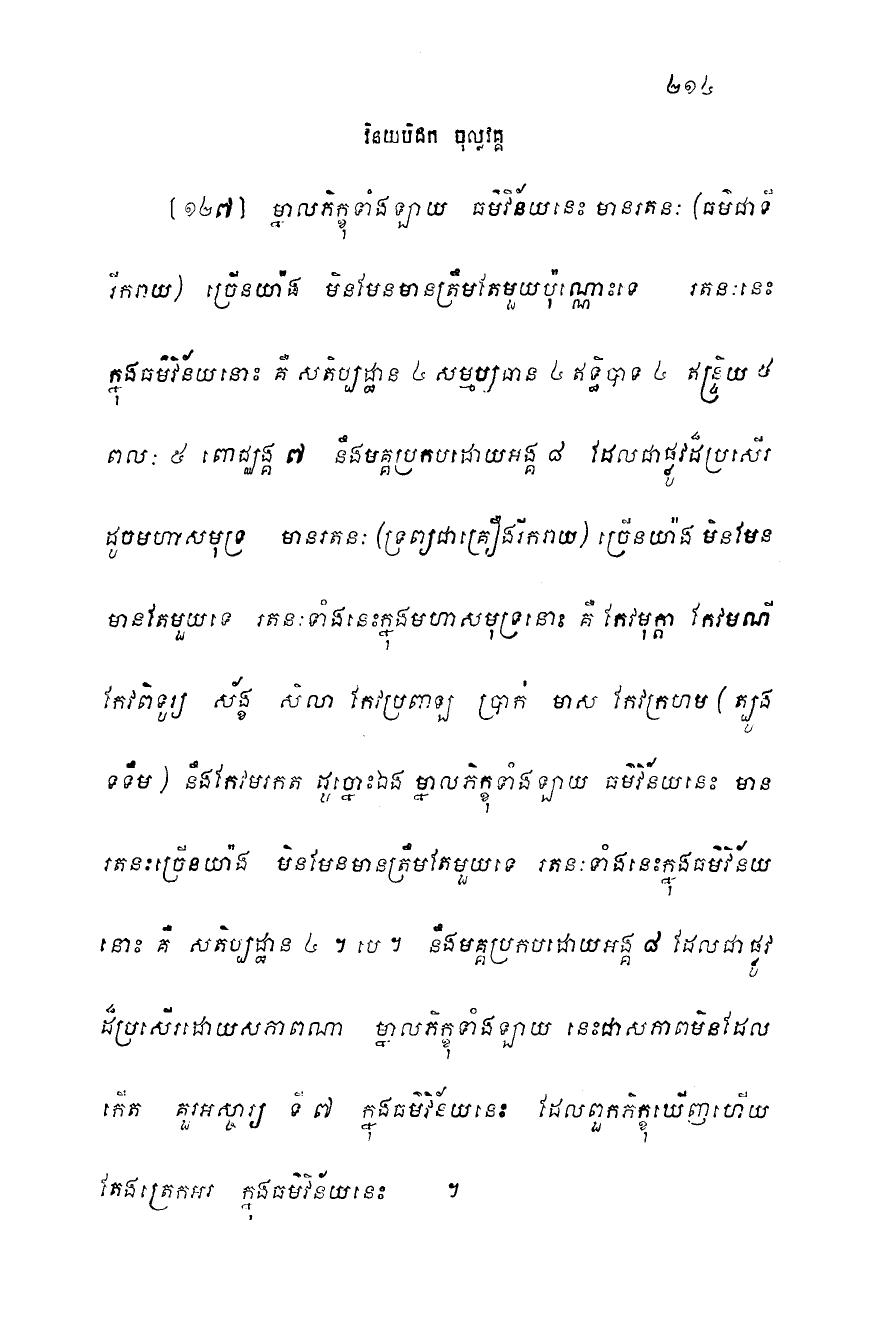 ២១៤
វិនយបិដក ចុល្លវគ្គ
(១៤៧) ម្នាលភិក្ខុទាំងឡាយ ធម៌វិន័យនេះ មានរតនៈ (ធម៌ជាទី
រីករាយ) ច្រើនយ៉ាង មិនមែនមានត្រឹមតែមួយប៉ុណ្ណោះទេ រតនៈនេះ
ក្នុងធម៌វិន័យនោះ គឺ សតិប្បដ្ឋាន ៤ សម្មប្បធាន ៤ ឥទ្ធិបាទ ៤ ឥន្ទ្រិយ ៥
ពលៈ ៥ ពោជ្ឈង្គ ៧ នឹងមគ្គប្រកបដោយអង្គ ៨ ដែលជាផ្លូវដ៏ប្រសើរ
ដូចមហាសមុទ្រ មានរតនៈ (ទ្រព្យជាគ្រឿងរីករាយ) ច្រើនយ៉ាង មិនមែន
មានតែមួយទេ រតនៈទាំងនេះក្នុងមហាសមុទ្រនោះ គឺ កែវមុក្តា កែវមណី
កែវពិទូរ្យ ស័ង្ខ សិលា កែវប្រពាឡ ប្រាក់ មាស កែវក្រហម (ត្បូង
ទទឹម) នឹងកែវមរកត ដូច្នោះឯង ម្នាលភិក្ខុទាំងឡាយ ធម៌វិន័យនេះ មាន
រតនះច្រើនយ៉ាង មិនមែនមានត្រឹមតែមួយទេ រតនៈទាំងនេះក្នុងធម៌វិន័យ
នោះ គឺ សតិប្បដ្ឋាន ៤ ។ បេ ។ នឹងមគ្គប្រកបដោយអង្គ ៨ ដែលជាផ្លូវ
ដ៏ប្រសើរដោយសភាពណា ម្នាលភិក្ខុទាំងឡាយ នេះជាសភាពមិនដែល
កើត គួរអស្ចារ្យ ទី ៧ ក្នុងធម៌វិន័យនេះ ដែលពួកភិក្ខុឃើញហើយ
តែងត្រេកអរ ក្នុងធម៌វិន័យនេះ ។